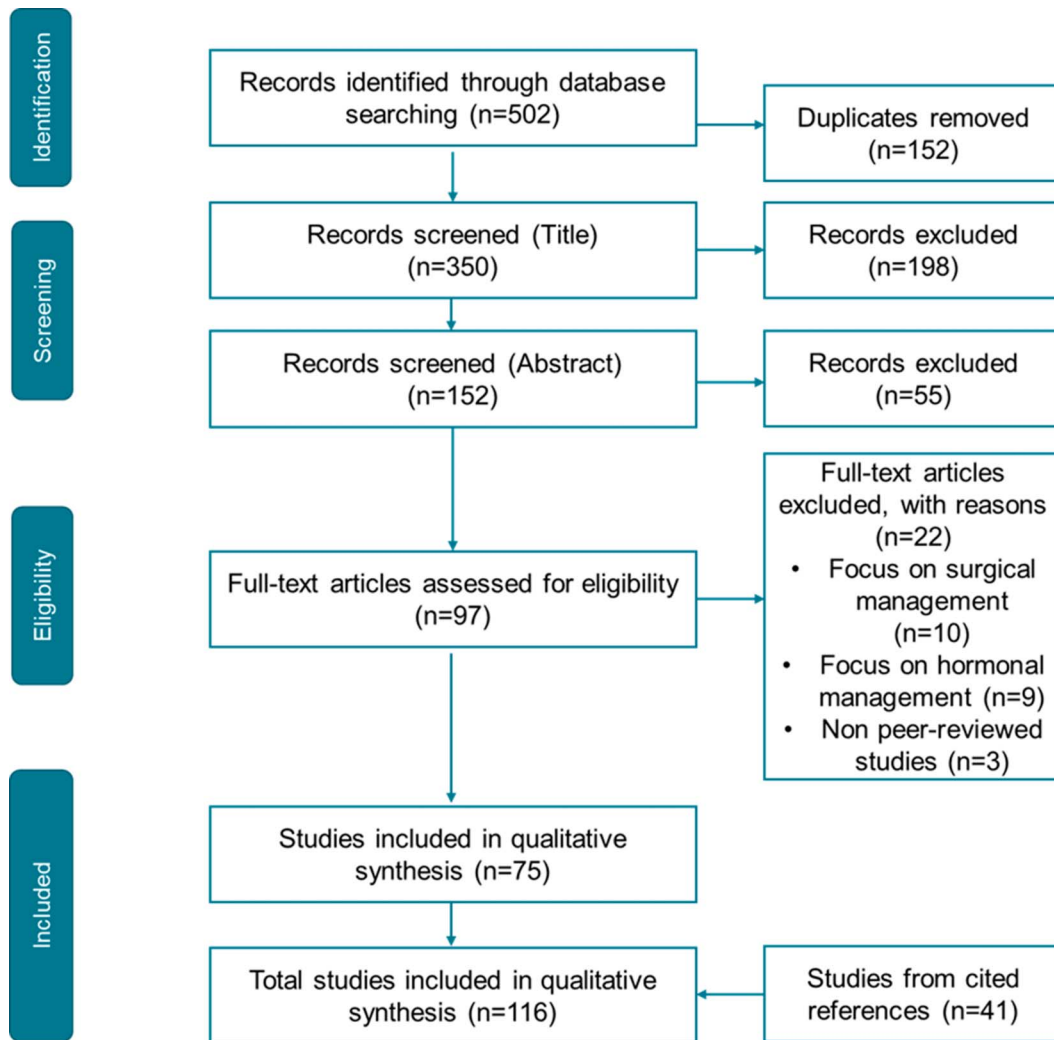 Identification
Records identified through database
searching (n=502)
Duplicates removed
(n=152)
Screening
Records screened (Title)
(n=350)
Records excluded
(n=198)
Records screened (Abstract)
(n=152)
Records excluded
(n=55)
Eligibility
Full-text articles assessed for eligibility
(n=97)
Full-text articles
excluded, with reasons
(n=22)
• Focus on surgical
management
(n=10)
• Focus on hormonal
management (n=9)
• Non peer-reviewed
studies (n=3)
Included
Studies included in qualitative
synthesis (n=75)
Total studies included in qualitative
synthesis (n=116)
Studies from cited
references (n=41)